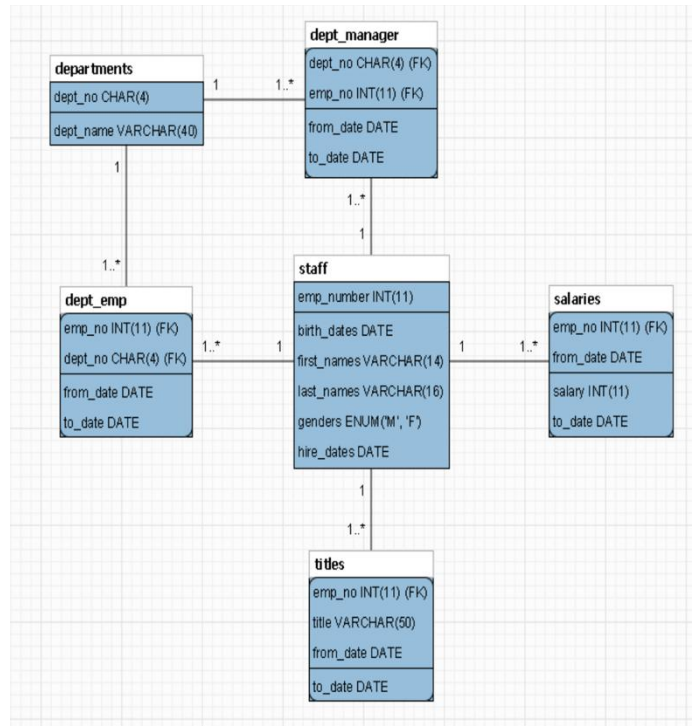 dept_manager
dept_no CHAR(4) (FK)
emp_no INT(11) (FK)
from_date DATE
to_date DATE
departments
dept_no CHAR(4)
dept_name VARCHAR(40)
1
1..*
1
1..*
1..*
1
dept_emp
emp_no INT(11) (FK)
dept_no CHAR(4) (FK)
from_date DATE
to_date DATE
1..*
1
staff
emp_number INT(11)
birth_dates DATE
first_names VARCHAR(14)
last_names VARCHAR(16)
genders ENUM('M', 'F')
hire_dates DATE
1
1..*
salaries
emp_no INT(11) (FK)
from_date DATE
salary INT(11)
to_date DATE
1
1..*
titles
emp_no INT(11) (FK)
title VARCHAR(50)
from_date DATE
to_date DATE